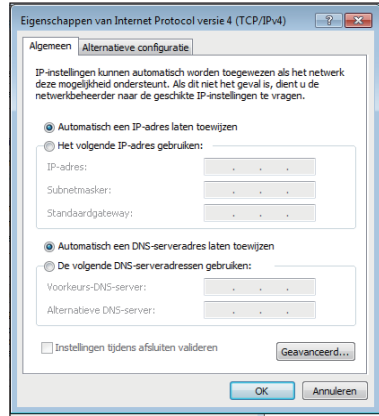 Eigenschappen van Internet Protocol versie 4 (TCP/IPv4)
Algemeen
Alternatieve configuratie
IP-instellingen kunnen automatisch worden toegewezen als het netwerk
deze mogelijkheid ondersteunt. Als dit niet het geval is, dient u de
netwerkbeheerder naar de geschikte IP-instellingen te vragen.
Automatisch een IP-adres laten toewijzen
Het volgende IP-adres gebruiken:
IP-adres:
Subnetmasker:
Standaardgateway:
Automatisch een DNS-serveradres laten toewijzen
De volgende DNS-serveradressen gebruiken:
Voorkeurs-DNS-server:
Alternatieve DNS-server:
Instellingen tijdens afsluiten valideren
Geavanceerd...
OK
Annuleren